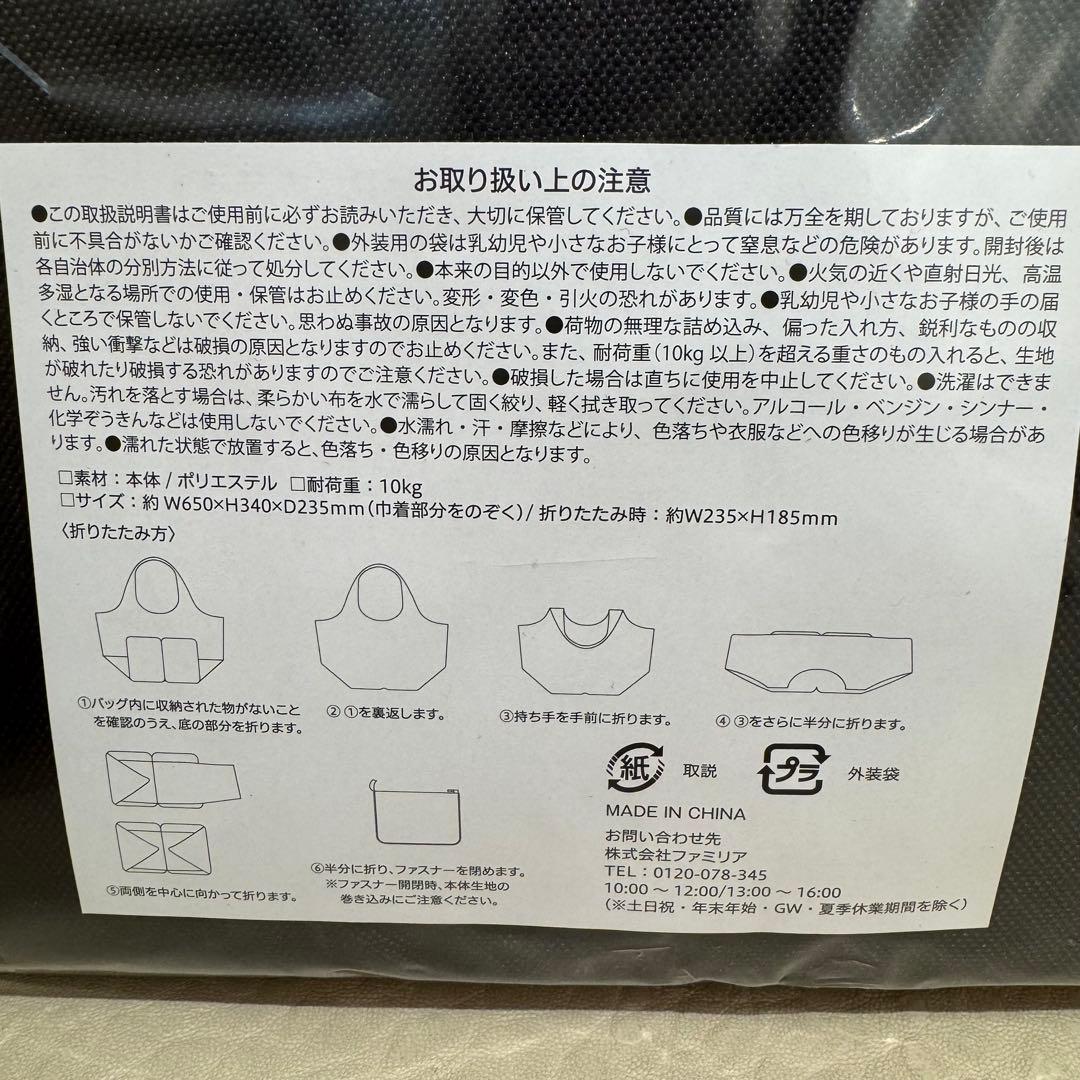 お取り扱い上の注意
●この取扱説明書はご使用前に必ずお読みいただき、大切に保管してください。●品質には万全を期しておりますが、ご使用
前に不具合がないかご確認ください。●外装用の袋は乳幼児や小さなお子様にとって窒息などの危険があります。開封後は
各自治体の分別方法に従って処分してください。●本来の目的以外で使用しないでください。●火気の近くや直射日光、高温
多湿となる場所での使用・保管はお止めください。変形・変色・引火の恐れがあります。●乳幼児や小さなお子様の手の届
くところで保管しないでください。思わぬ事故の原因となります。●荷物の無理な詰め込み、偏った入れ方、鋭利なものの収
納、強い衝撃などは破損の原因となりますのでお止めください。また、耐荷重(10kg 以上)を超える重さのもの入れると、生地
が破れたり破損する恐れがありますのでご注意ください。●破損した場合は直ちに使用を中止してください。●洗濯はできま
せん。汚れを落とす場合は、柔らかい布を水で濡らして固く絞り、軽く拭き取ってください。アルコール・ベンジン・シンナー・
化学ぞうきんなどは使用しないでください。●水濡れ・汗・摩擦などにより、色落ちや衣服などへの色移りが生じる場合があ
ります。●濡れた状態で放置すると、色落ち・色移りの原因となります。
□素材：本体 / ポリエステル □耐荷重：10kg
□サイズ：約 W650×H340×D235mm(巾着部分をのぞく) / 折りたたみ時：約W235×H185mm
〈折りたたみ方〉
①バッグ内に収納された物がないこと
を確認のうえ、底の部分を折ります。
② ①を裏返します。
③持ち手を手前に折ります。
④ ③をさらに半分に折ります。
⑤両側を中心に向かって折ります。
⑥半分に折り、ファスナーを閉めます。
※ファスナー開閉時、本体生地の
巻き込みにご注意ください。
紙 取説 プラ 外装袋
MADE IN CHINA
お問い合わせ先
株式会社ファミリア
TEL：0120-078-345
10:00 ～ 12:00/13:00 ～ 16:00
(※土日祝・年末年始・GW・夏季休業期間を除く)